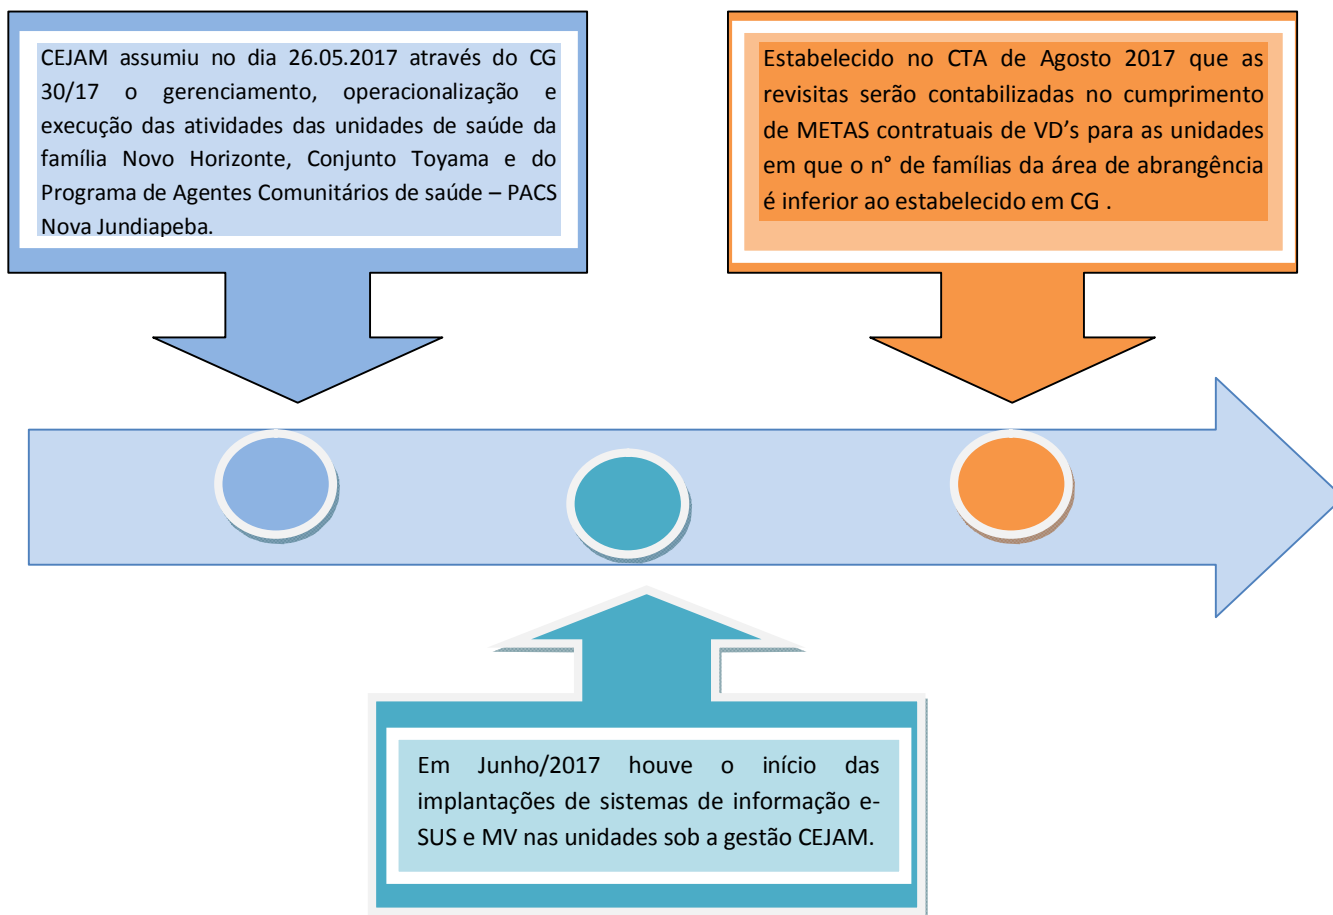 CEJAM assumiu no dia 26.05.2017 através do CG
30/17 o gerenciamento, operacionalização e
execução das atividades das unidades de saúde da
família Novo Horizonte, Conjunto Toyama e do
Programa de Agentes Comunitários de saúde – PACS
Nova Jundiapeba.
Estabelecido no CTA de Agosto 2017 que as
revisitas serão contabilizadas no cumprimento
de METAS contratuais de VD’s para as unidades
em que o n° de famílias da área de abrangência
é inferior ao estabelecido em CG .
Em Junho/2017 houve o início das
implantações de sistemas de informação e-
SUS e MV nas unidades sob a gestão CEJAM.